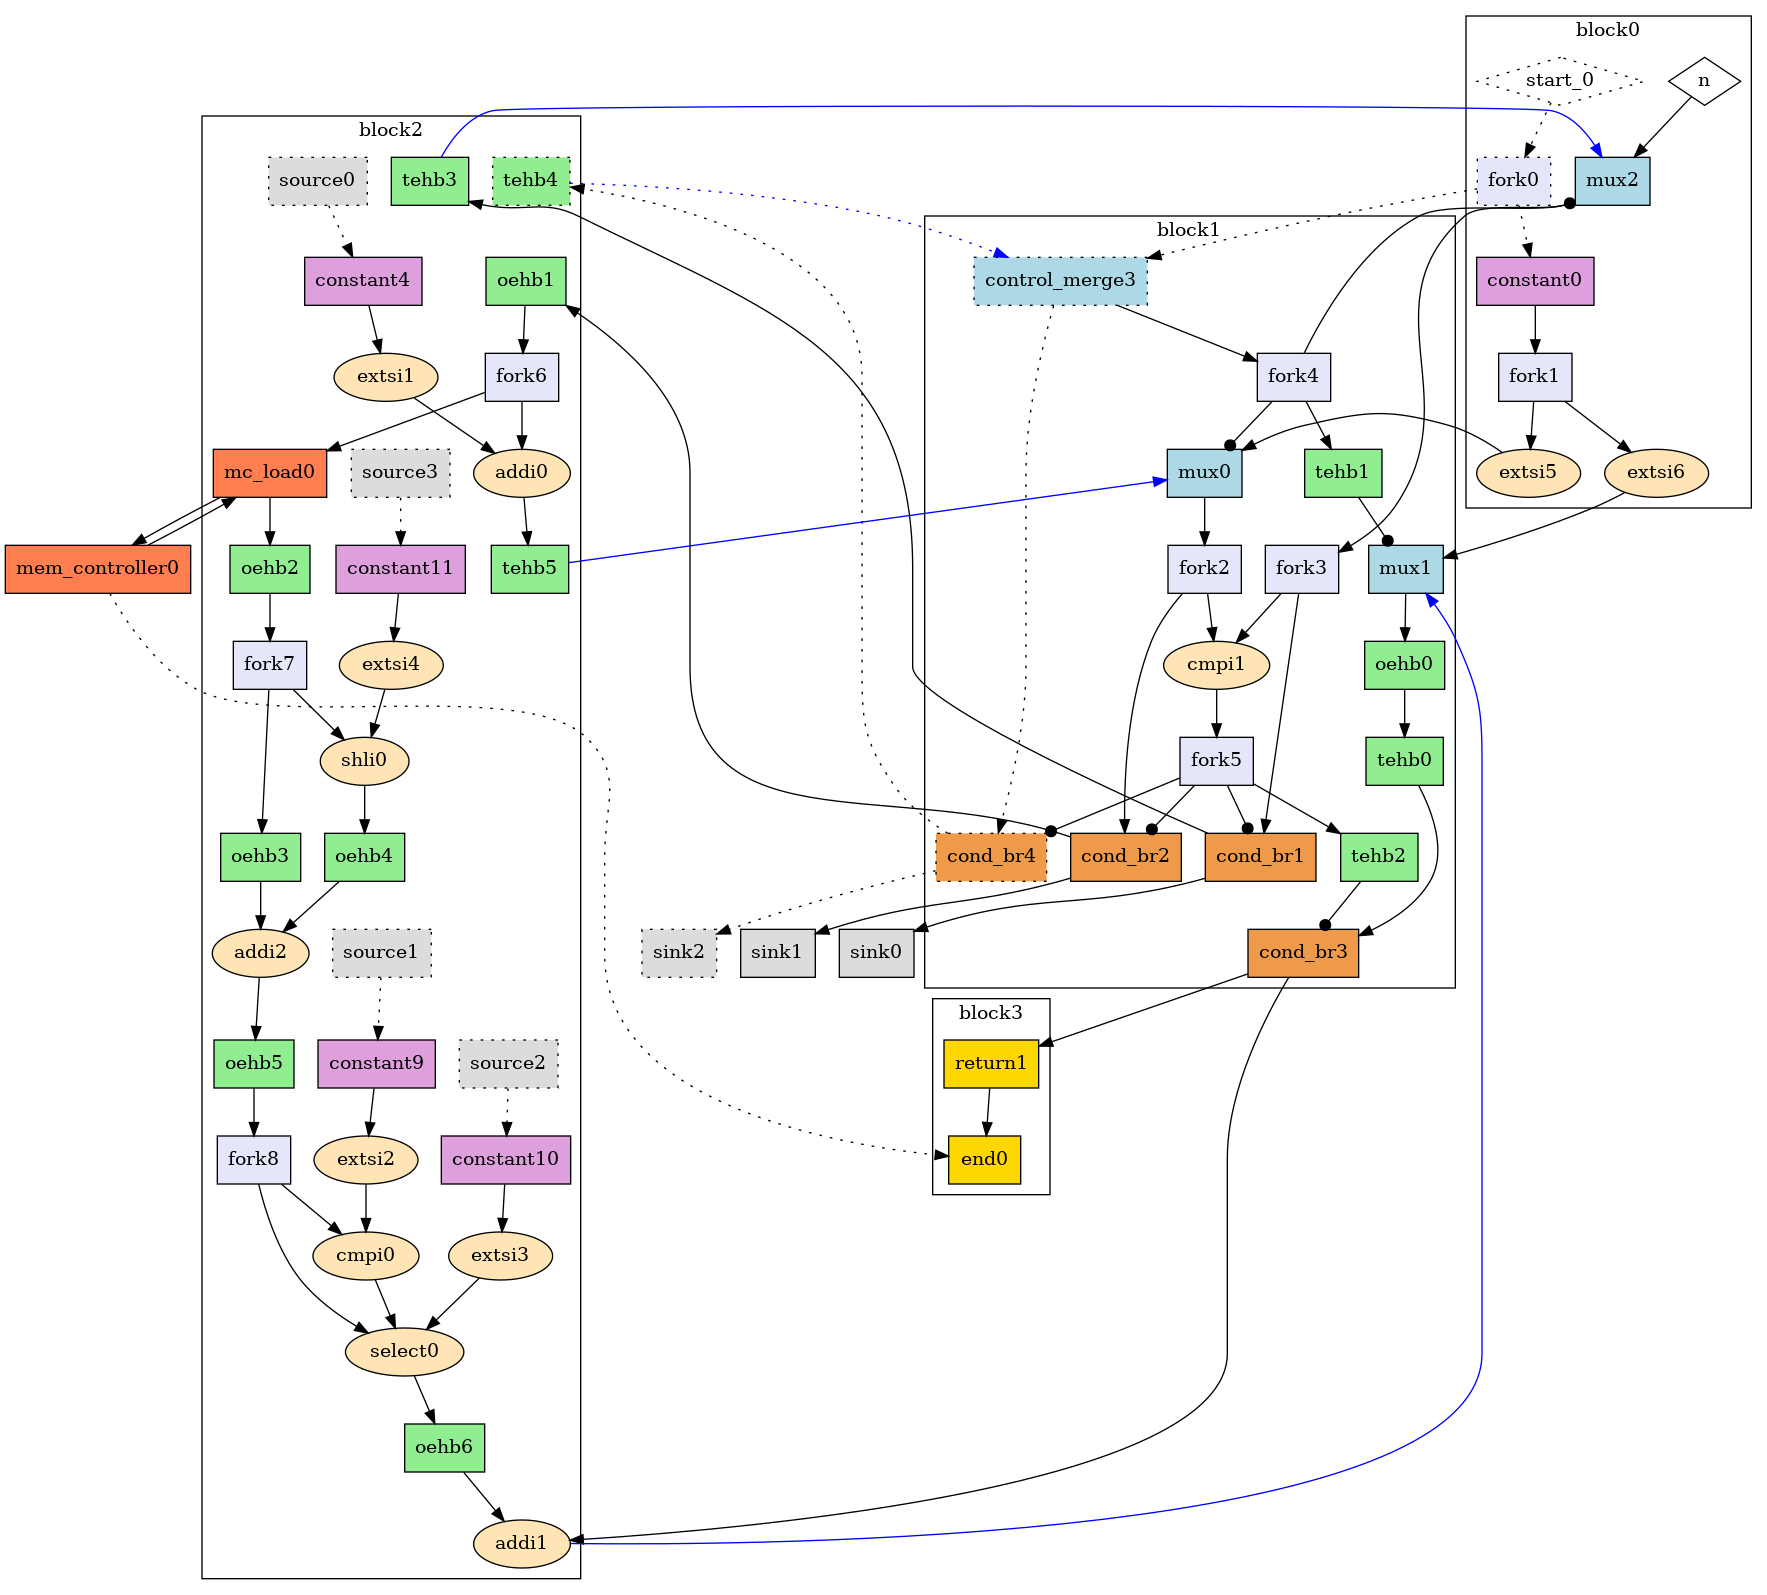 block0
start_0
n
block2
source0
tehb3
tehb4
fork0
mux2
block1
constant4
oehb1
control_merge3
constant0
extsi1
fork6
fork4
fork1
mc_load0
source3
addi0
mux0
tehb1
extsi5
extsi6
mem_controller0
oehb2
constant11
tehb5
fork2
fork3
mux1
fork7
extsi4
cmpi1
oehb0
shli0
fork5
tehb0
oehb3
oehb4
cond_br4
cond_br2
cond_br1
tehb2
addi2
source1
sink2
sink1
sink0
cond_br3
block3
oehb5
constant9
source2
return1
fork8
extsi2
constant10
end0
cmpi0
extsi3
select0
oehb6
addi1